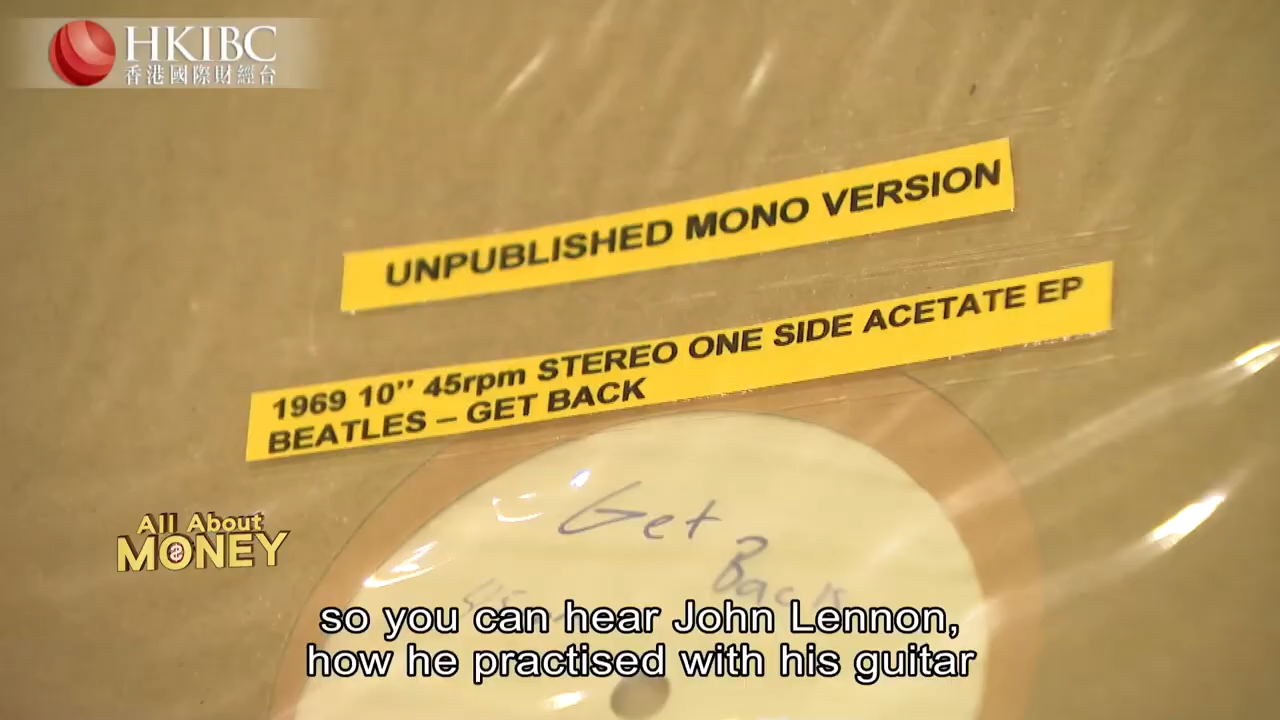 HKIBC
香港國際財經台
UNPUBLISHED MONO VERSION
1969 10’’ 45rpm STEREO ONE SIDE ACETATE EP
BEATLES – GET BACK
Get
Back
All About
MONEY
so you can hear John Lennon,
how he practised with his guitar